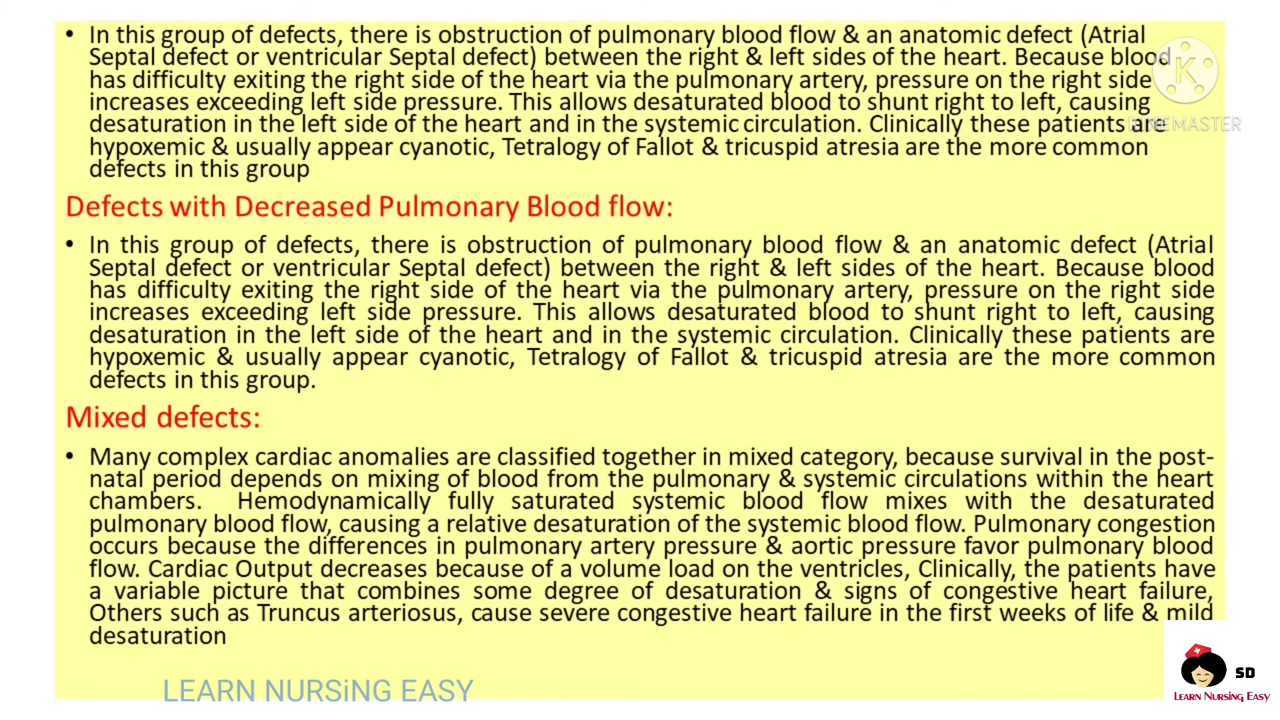 • In this group of defects, there is obstruction of pulmonary blood flow & an anatomic defect (Atrial
Septal defect or ventricular Septal defect) between the right & left sides of the heart. Because blood
has difficulty exiting the right side of the heart via the pulmonary artery, pressure on the right side
increases exceeding left side pressure. This allows desaturated blood to shunt right to left, causing
desaturation in the left side of the heart and in the systemic circulation. Clinically these patients are
hypoxemic & usually appear cyanotic, Tetralogy of Fallot & tricuspid atresia are the more common
defects in this group
K
KINEMASTER
Defects with Decreased Pulmonary Blood flow:
• In this group of defects, there is obstruction of pulmonary blood flow & an anatomic defect (Atrial
Septal defect or ventricular Septal defect) between the right & left sides of the heart. Because blood
has difficulty exiting the right side of the heart via the pulmonary artery, pressure on the right side
increases exceeding left side pressure. This allows desaturated blood to shunt right to left, causing
desaturation in the left side of the heart and in the systemic circulation. Clinically these patients are
hypoxemic & usually appear cyanotic, Tetralogy of Fallot & tricuspid atresia are the more common
defects in this group.
Mixed defects:
• Many complex cardiac anomalies are classified together in mixed category, because survival in the post-
natal period depends on mixing of blood from the pulmonary & systemic circulations within the heart
chambers. Hemodynamically fully saturated systemic blood flow mixes with the desaturated
pulmonary blood flow, causing a relative desaturation of the systemic blood flow. Pulmonary congestion
occurs because the differences in pulmonary artery pressure & aortic pressure favor pulmonary blood
flow. Cardiac Output decreases because of a volume load on the ventricles, Clinically, the patients have
a variable picture that combines some degree of desaturation & signs of congestive heart failure,
Others such as Truncus arteriosus, cause severe congestive heart failure in the first weeks of life & mild
desaturation
LEARN NURSiNG EASY
SD
LEARN NURSING EASY